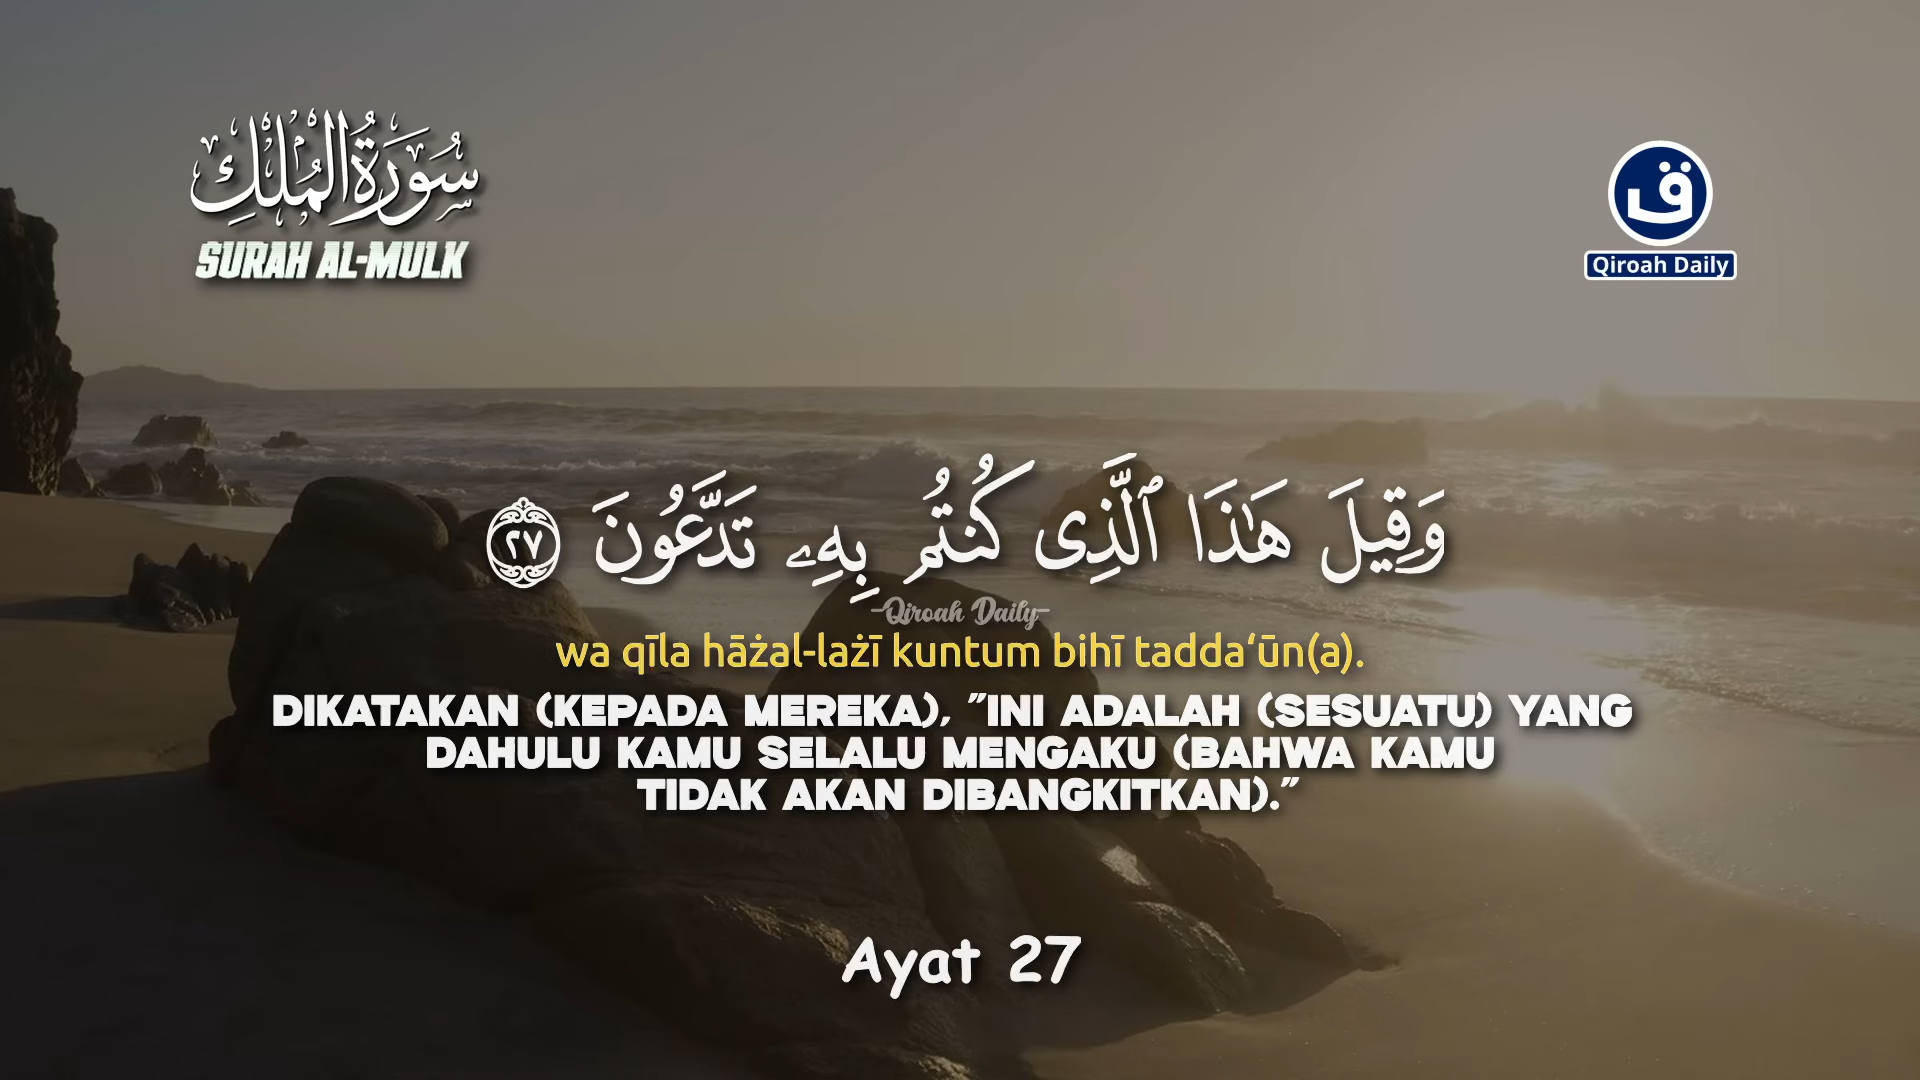 سُورَةُ الْمُلْكِ
SURAH AL-MULK
ق
Qiroah Daily
وَقِيلَ هَٰذَا ٱلَّذِى كُنتُم بِهِۦ تَدَّعُونَ ٢٧
-Qiroah Daily-
wa qīla hāżal-lażī kuntum bihī tadda‘ūn(a).
DIKATAKAN (KEPADA MEREKA), "INI ADALAH (SESUATU) YANG
DAHULU KAMU SELALU MENGAKU (BAHWA KAMU
TIDAK AKAN DIBANGKITKAN)."
Ayat 27